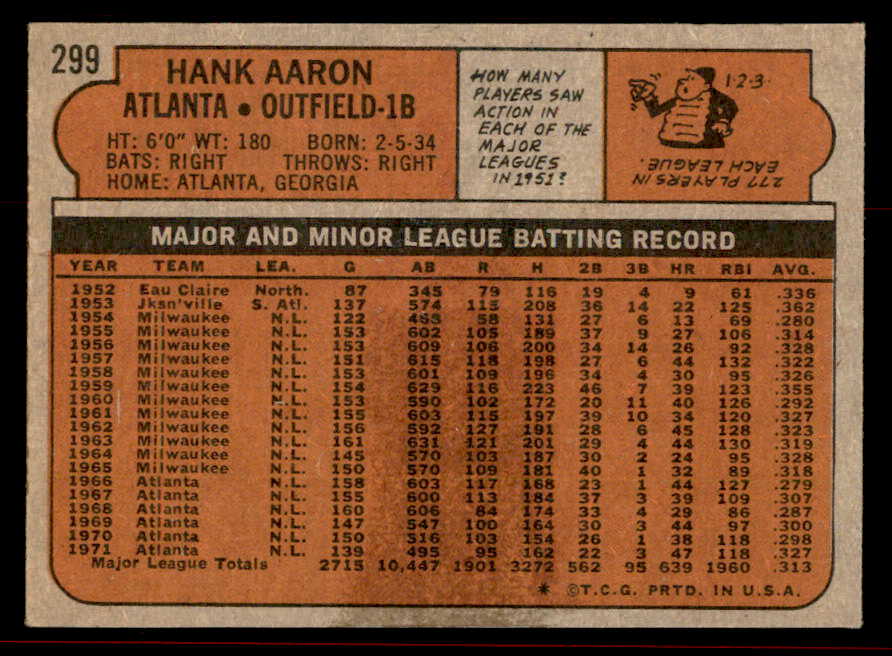 299
HANK AARON
ATLANTA • OUTFIELD-1B
HT: 6'0" WT: 180 BORN: 2-5-34
BATS: RIGHT THROWS: RIGHT
HOME: ATLANTA, GEORGIA
HOW MANY
PLAYERS SAW
ACTION IN
EACH OF THE
MAJOR
LEAGUES
IN 1951?
1-2-3-
277 PLAYERS IN
EACH LEAGUE.
MAJOR AND MINOR LEAGUE BATTING RECORD
YEAR TEAM LEA. G AB R H 2B 3B HR RBI AVG.
1952 Eau Claire North. 87 345 79 116 19 4 9 61 .336
1953 Jksn'ville S. Atl. 137 574 115 208 36 14 22 125 .362
1954 Milwaukee N.L. 122 468 58 131 27 6 13 69 .280
1955 Milwaukee N.L. 153 602 105 189 37 9 27 106 .314
1956 Milwaukee N.L. 153 609 106 200 34 14 26 92 .328
1957 Milwaukee N.L. 151 615 118 198 27 6 44 132 .322
1958 Milwaukee N.L. 153 601 109 196 34 4 30 95 .326
1959 Milwaukee N.L. 154 629 116 223 46 7 39 123 .355
1960 Milwaukee N.L. 153 590 102 172 20 11 40 126 .292
1961 Milwaukee N.L. 155 603 115 197 39 10 34 120 .327
1962 Milwaukee N.L. 156 592 127 191 28 6 45 128 .323
1963 Milwaukee N.L. 161 631 121 201 29 4 44 130 .319
1964 Milwaukee N.L. 145 570 103 187 30 2 24 95 .328
1965 Milwaukee N.L. 150 570 109 181 40 1 32 89 .318
1966 Atlanta N.L. 158 603 117 168 23 1 44 127 .279
1967 Atlanta N.L. 155 600 113 184 37 3 39 109 .307
1968 Atlanta N.L. 160 606 84 174 33 4 29 86 .287
1969 Atlanta N.L. 147 547 100 164 30 3 44 97 .300
1970 Atlanta N.L. 150 516 103 154 26 1 38 118 .298
1971 Atlanta N.L. 139 495 95 162 22 3 47 118 .327
Major League Totals 2715 10,447 1901 3272 562 95 639 1960 .313
* ©T.C.G. PRTD. IN U.S.A.